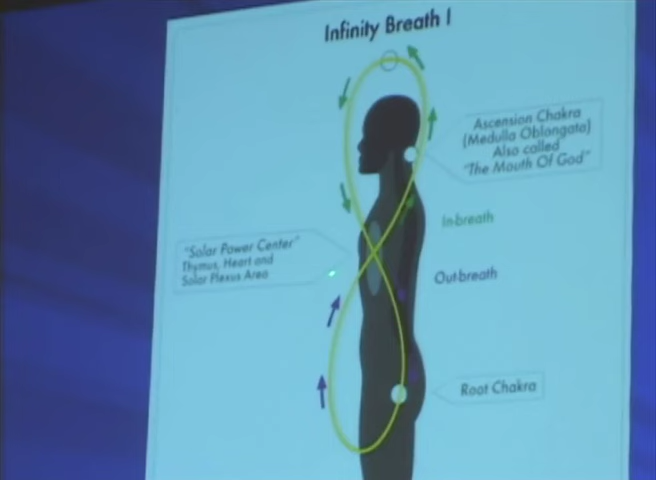 Infinity Breath I
Ascension Chakra
(Medulla Oblongata)
Also called
"The Mouth Of God"
In-breath
"Solar Power Center"
Thymus, Heart and
Solar Plexus Area
Out-breath
Root Chakra